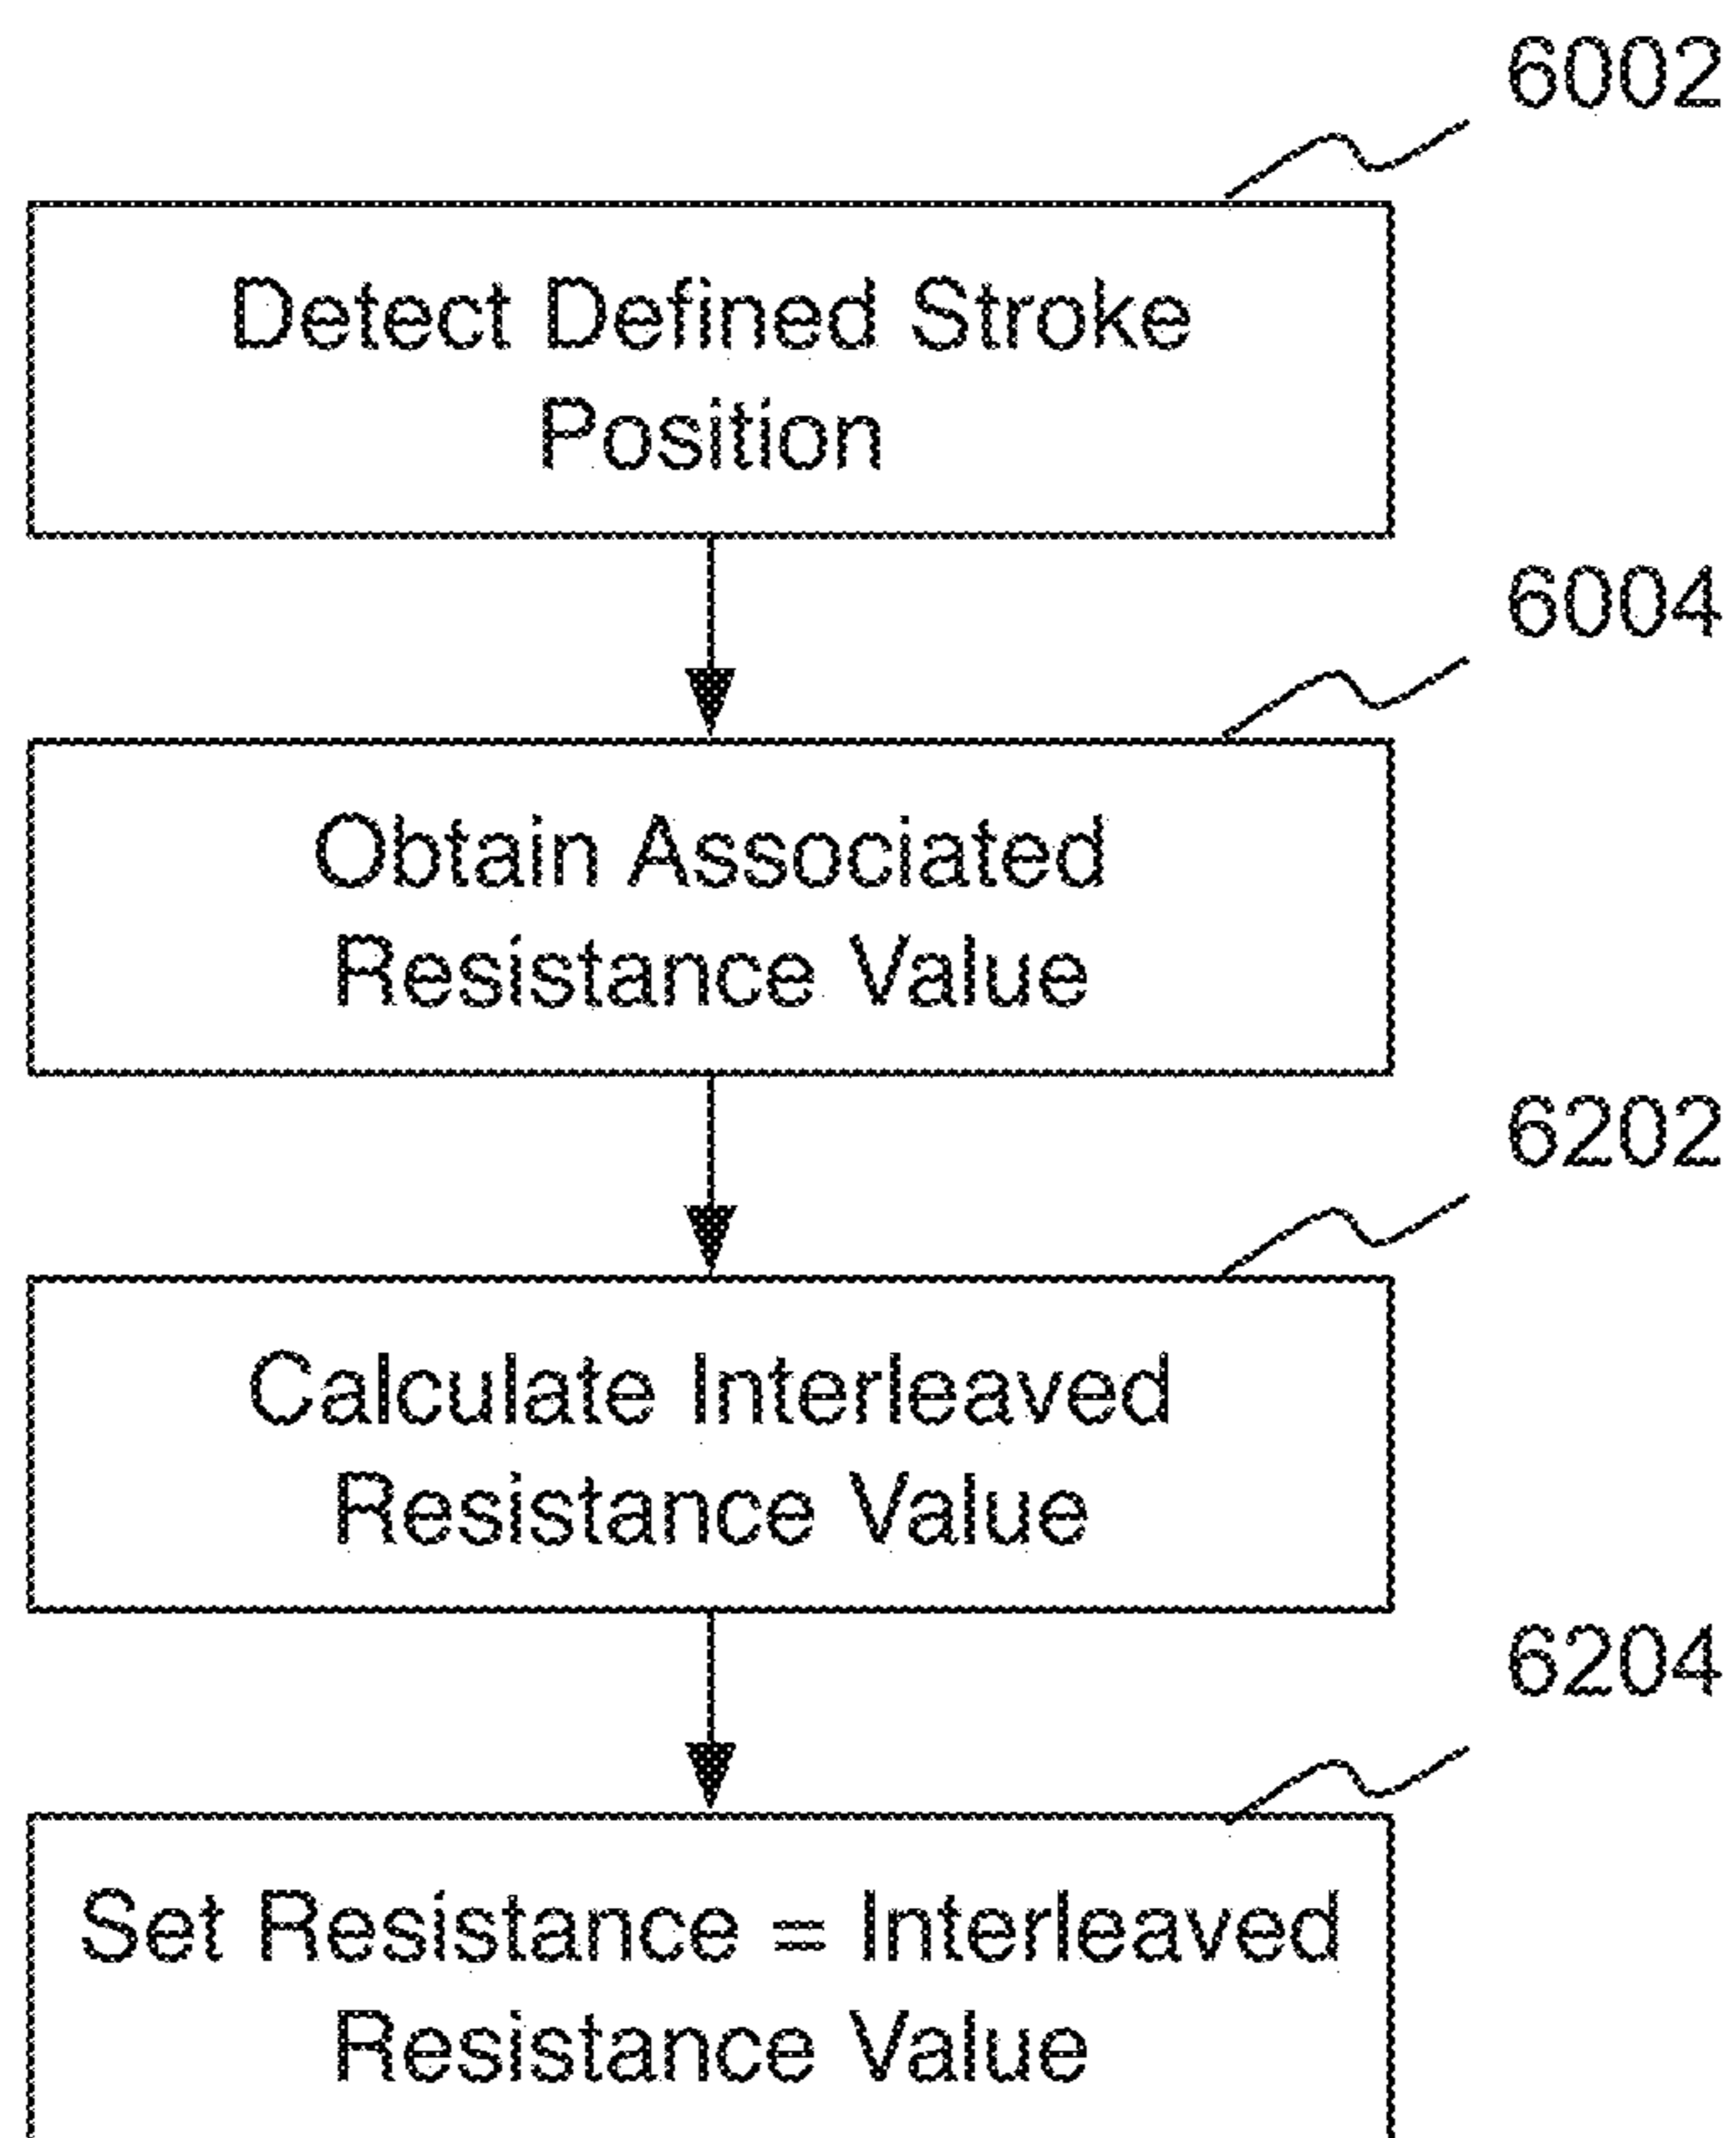 6002
Detect Defined Stroke
Position
6004
Obtain Associated
Resistance Value
6202
Calculate Interleaved
Resistance Value
6204
Set Resistance = Interleaved
Resistance Value